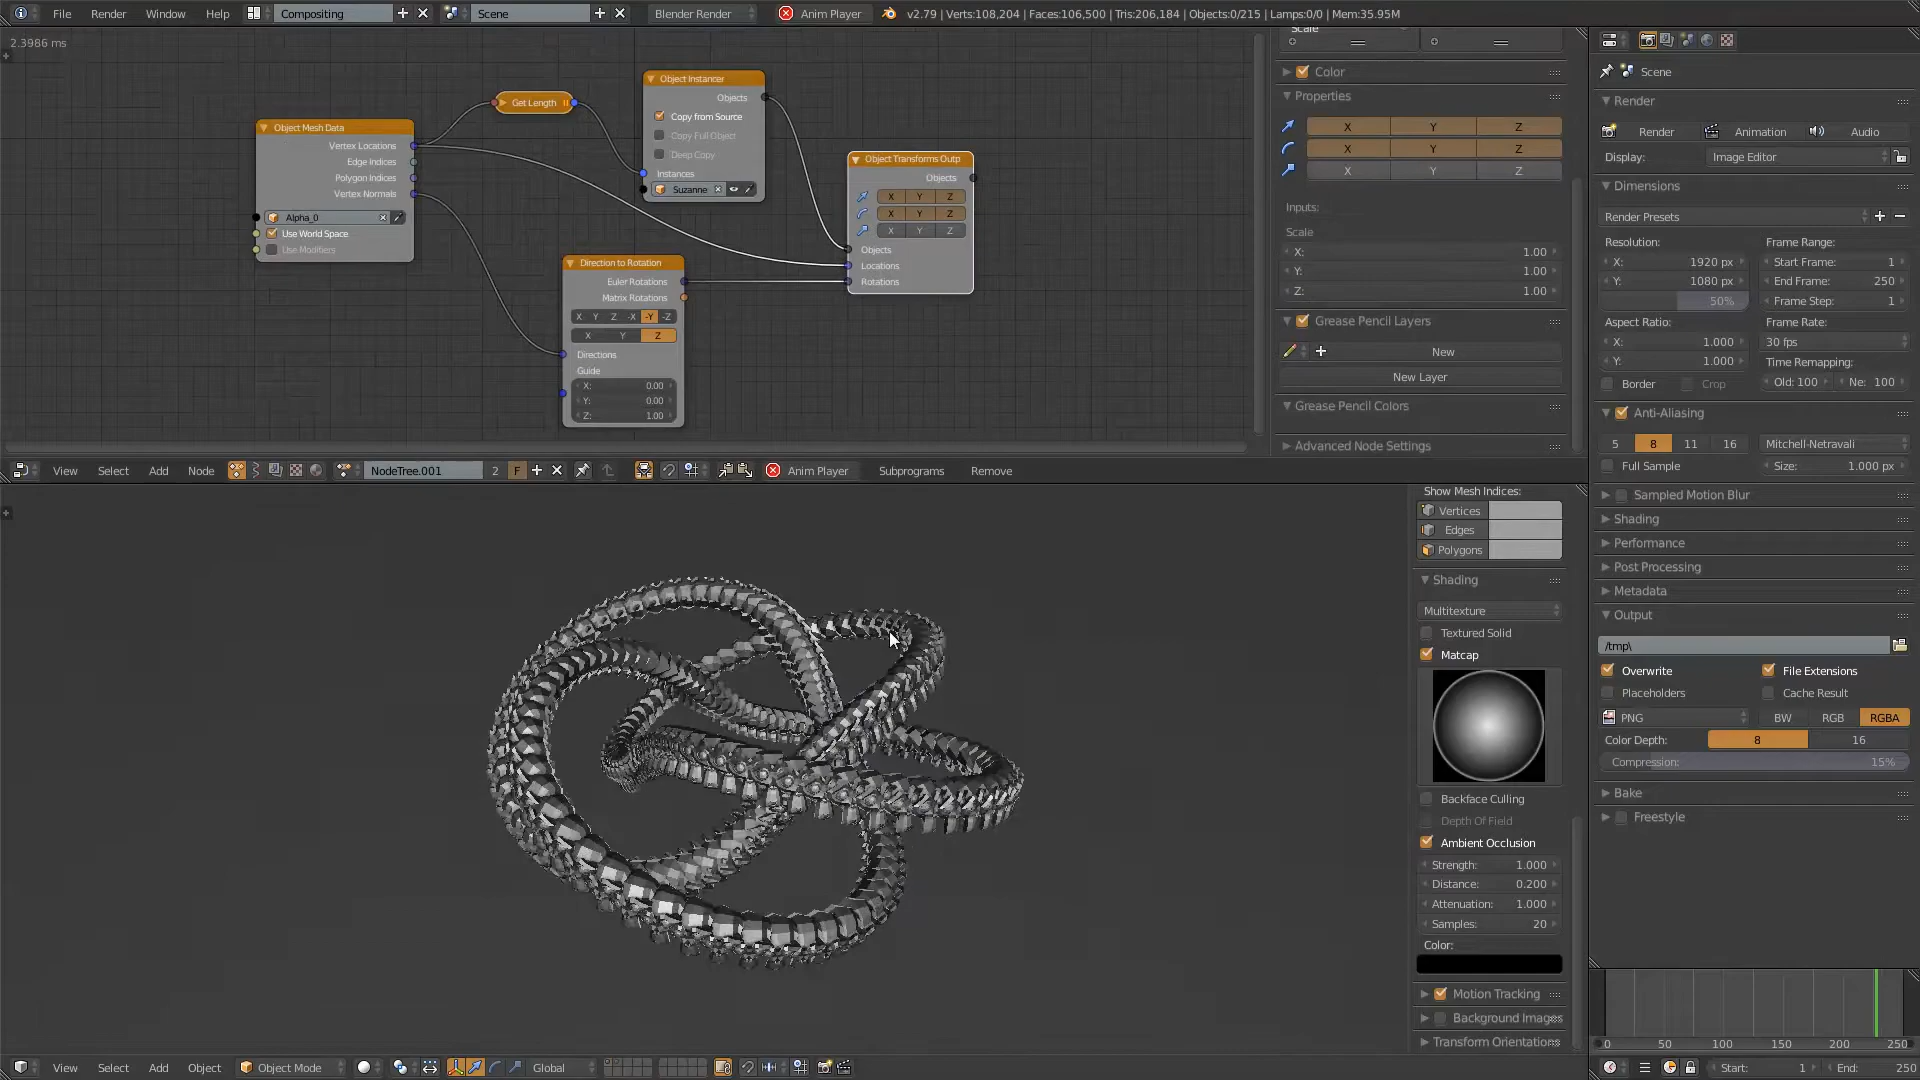 File Render Window Help Compositing Scene Blender Render Anim Player v2.79 | Verts:108,204 | Faces:106,500 | Tris:206,184 | Objects:0/215 | Lamps:0/0 | Mem:35.95M
2.3986 ms
Object Mesh Data
Vertex Locations
Edge Indices
Polygon Indices
Vertex Normals
Alpha_0
Use World Space
Use Modifiers
Get Length
Object Instancer
Objects
Copy from Source
Copy Full Object
Deep Copy
Instances
Suzanne
Direction to Rotation
Euler Rotations
Matrix Rotations
X Y Z -X -Y -Z
X Y Z
Directions
Guide
X: 0.00
Y: 0.00
Z: 1.00
Object Transforms Outp
Objects
X Y Z
X Y Z
X Y Z
Objects
Locations
Rotations
Scale
Color
Properties
X Y Z
X Y Z
X Y Z
Inputs:
Scale
X: 1.00
Y: 1.00
Z: 1.00
Grease Pencil Layers
New
New Layer
Grease Pencil Colors
Advanced Node Settings
View Select Add Node NodeTree.001 2 F Anim Player Subprograms Remove
Show Mesh Indices:
Vertices
Edges
Polygons
Shading
Multitexture
Textured Solid
Matcap
Backface Culling
Depth Of Field
Ambient Occlusion
Strength: 1.000
Distance: 0.200
Attenuation: 1.000
Samples: 20
Color:
Motion Tracking
Background Images
Transform Orientations
View Select Add Object Object Mode Global
Scene
Render
Render Animation Audio
Display: Image Editor
Dimensions
Render Presets
Resolution: Frame Range:
X: 1920 px Start Frame: 1
Y: 1080 px End Frame: 250
50% Frame Step: 1
Aspect Ratio: Frame Rate:
X: 1.000 30 fps
Y: 1.000 Time Remapping:
Border Crop Old: 100 Ne: 100
Anti-Aliasing
5 8 11 16 Mitchell-Netravali
Full Sample Size: 1.000 px
Sampled Motion Blur
Shading
Performance
Post Processing
Metadata
Output
/tmp\
Overwrite File Extensions
Placeholders Cache Result
PNG BW RGB RGBA
Color Depth: 8 16
Compression: 15%
Bake
Freestyle
0 50 100 150 200 250
Start: 1 End: 250